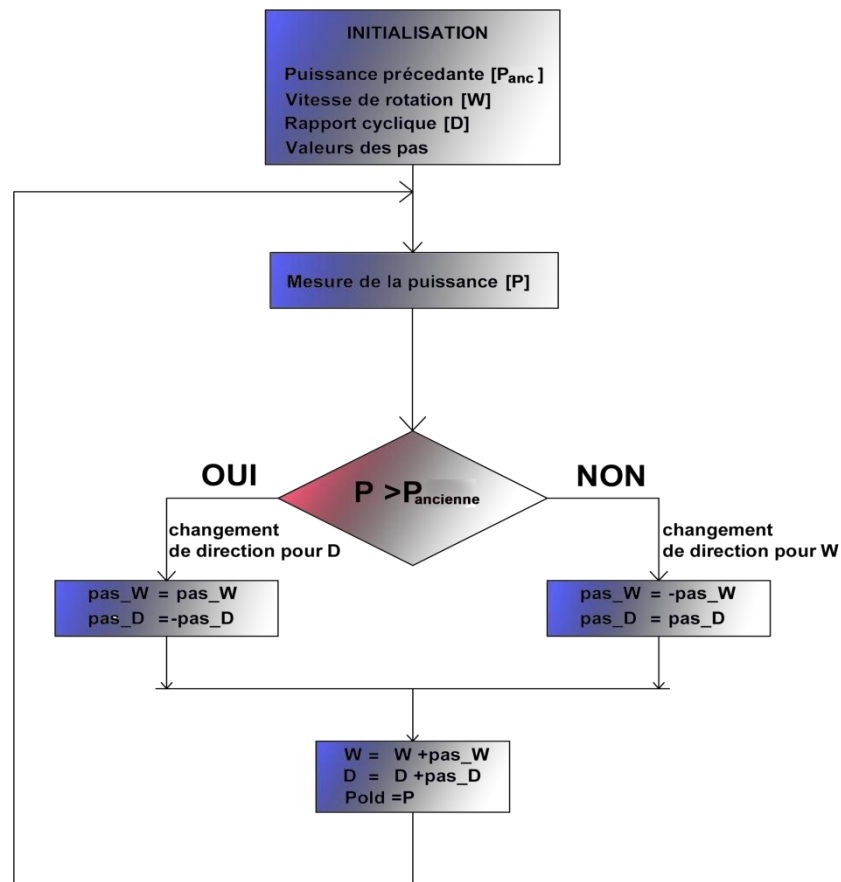 INITIALISATION
Puissance précedante [Panc ]
Vitesse de rotation [W]
Rapport cyclique [D]
Valeurs des pas
Mesure de la puissance [P]
OUI
P >Pancienne
NON
changement
de direction pour D
changement
de direction pour W
pas_W = pas_W
pas_D =-pas_D
pas_W = -pas_W
pas_D = pas_D
W = W +pas_W
D = D +pas_D
Pold =P